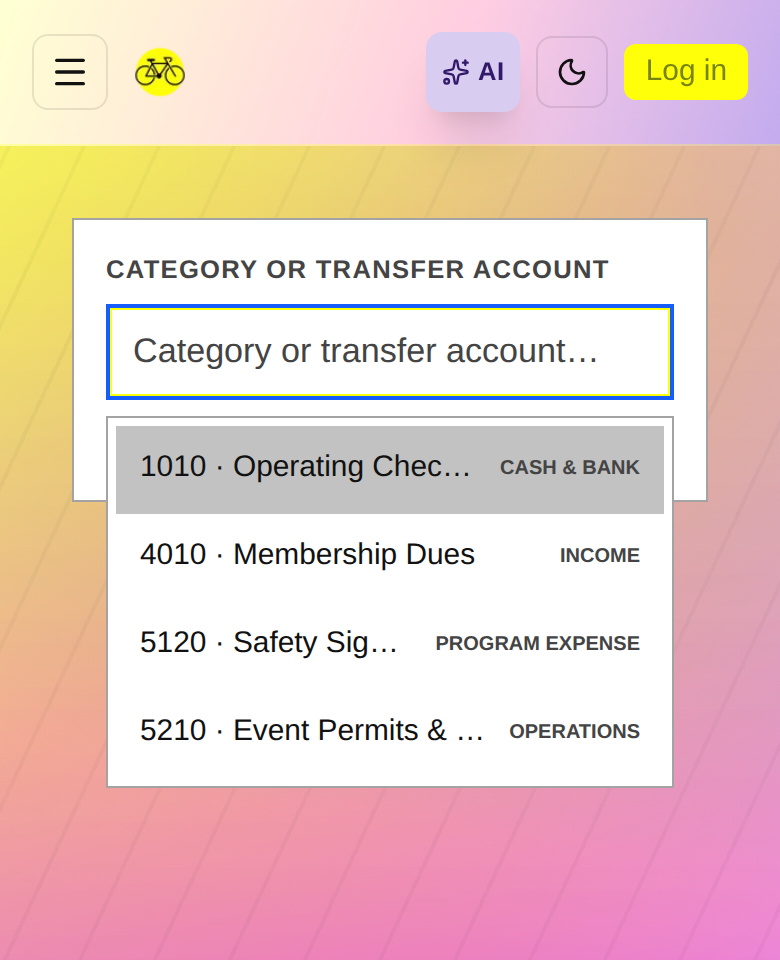 AI
Log in
CATEGORY OR TRANSFER ACCOUNT
Category or transfer account…
1010 · Operating Chec… CASH & BANK
4010 · Membership Dues INCOME
5120 · Safety Sig… PROGRAM EXPENSE
5210 · Event Permits & … OPERATIONS